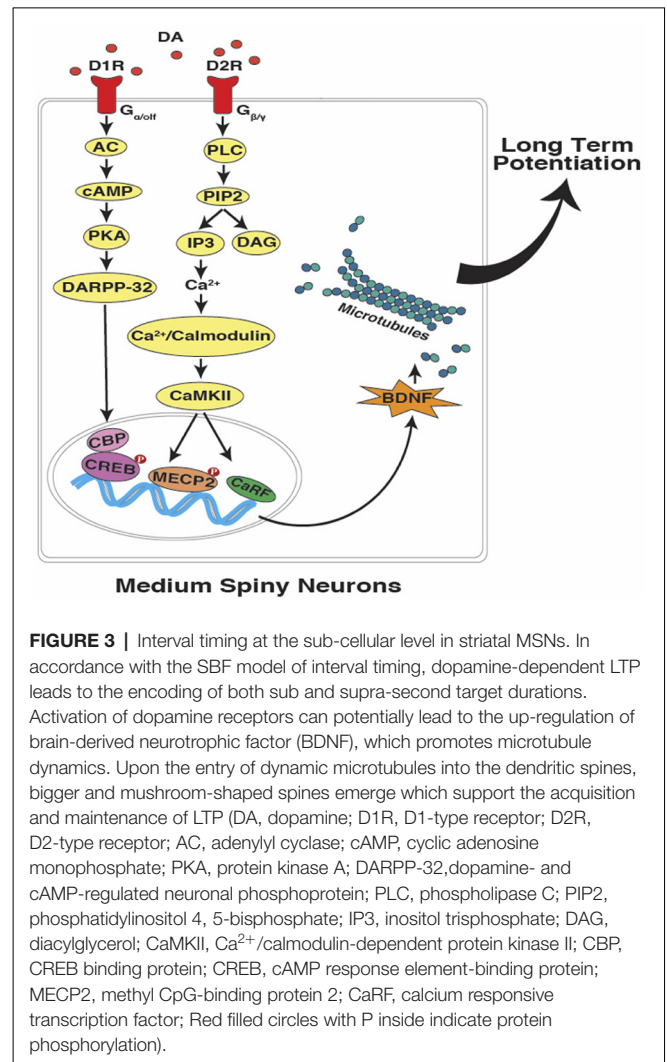 DA
D1R
D2R
Gα/olf
Gβ/γ
AC
PLC
cAMP
PIP2
PKA
IP3
DAG
DARPP-32
Ca²⁺
Ca²⁺/Calmodulin
CaMKII
CBP
CREB
P
MECP2
P
CaRF
BDNF
Microtubules
Long Term
Potentiation
Medium Spiny Neurons
FIGURE 3 | Interval timing at the sub-cellular level in striatal MSNs. In
accordance with the SBF model of interval timing, dopamine-dependent LTP
leads to the encoding of both sub and supra-second target durations.
Activation of dopamine receptors can potentially lead to the up-regulation of
brain-derived neurotrophic factor (BDNF), which promotes microtubule
dynamics. Upon the entry of dynamic microtubules into the dendritic spines,
bigger and mushroom-shaped spines emerge which support the acquisition
and maintenance of LTP (DA, dopamine; D1R, D1-type receptor; D2R,
D2-type receptor; AC, adenylyl cyclase; cAMP, cyclic adenosine
monophosphate; PKA, protein kinase A; DARPP-32,dopamine- and
cAMP-regulated neuronal phosphoprotein; PLC, phospholipase C; PIP2,
phosphatidylinositol 4, 5-bisphosphate; IP3, inositol trisphosphate; DAG,
diacylglycerol; CaMKII, Ca²⁺/calmodulin-dependent protein kinase II; CBP,
CREB binding protein; CREB, cAMP response element-binding protein;
MECP2, methyl CpG-binding protein 2; CaRF, calcium responsive
transcription factor; Red filled circles with P inside indicate protein
phosphorylation).